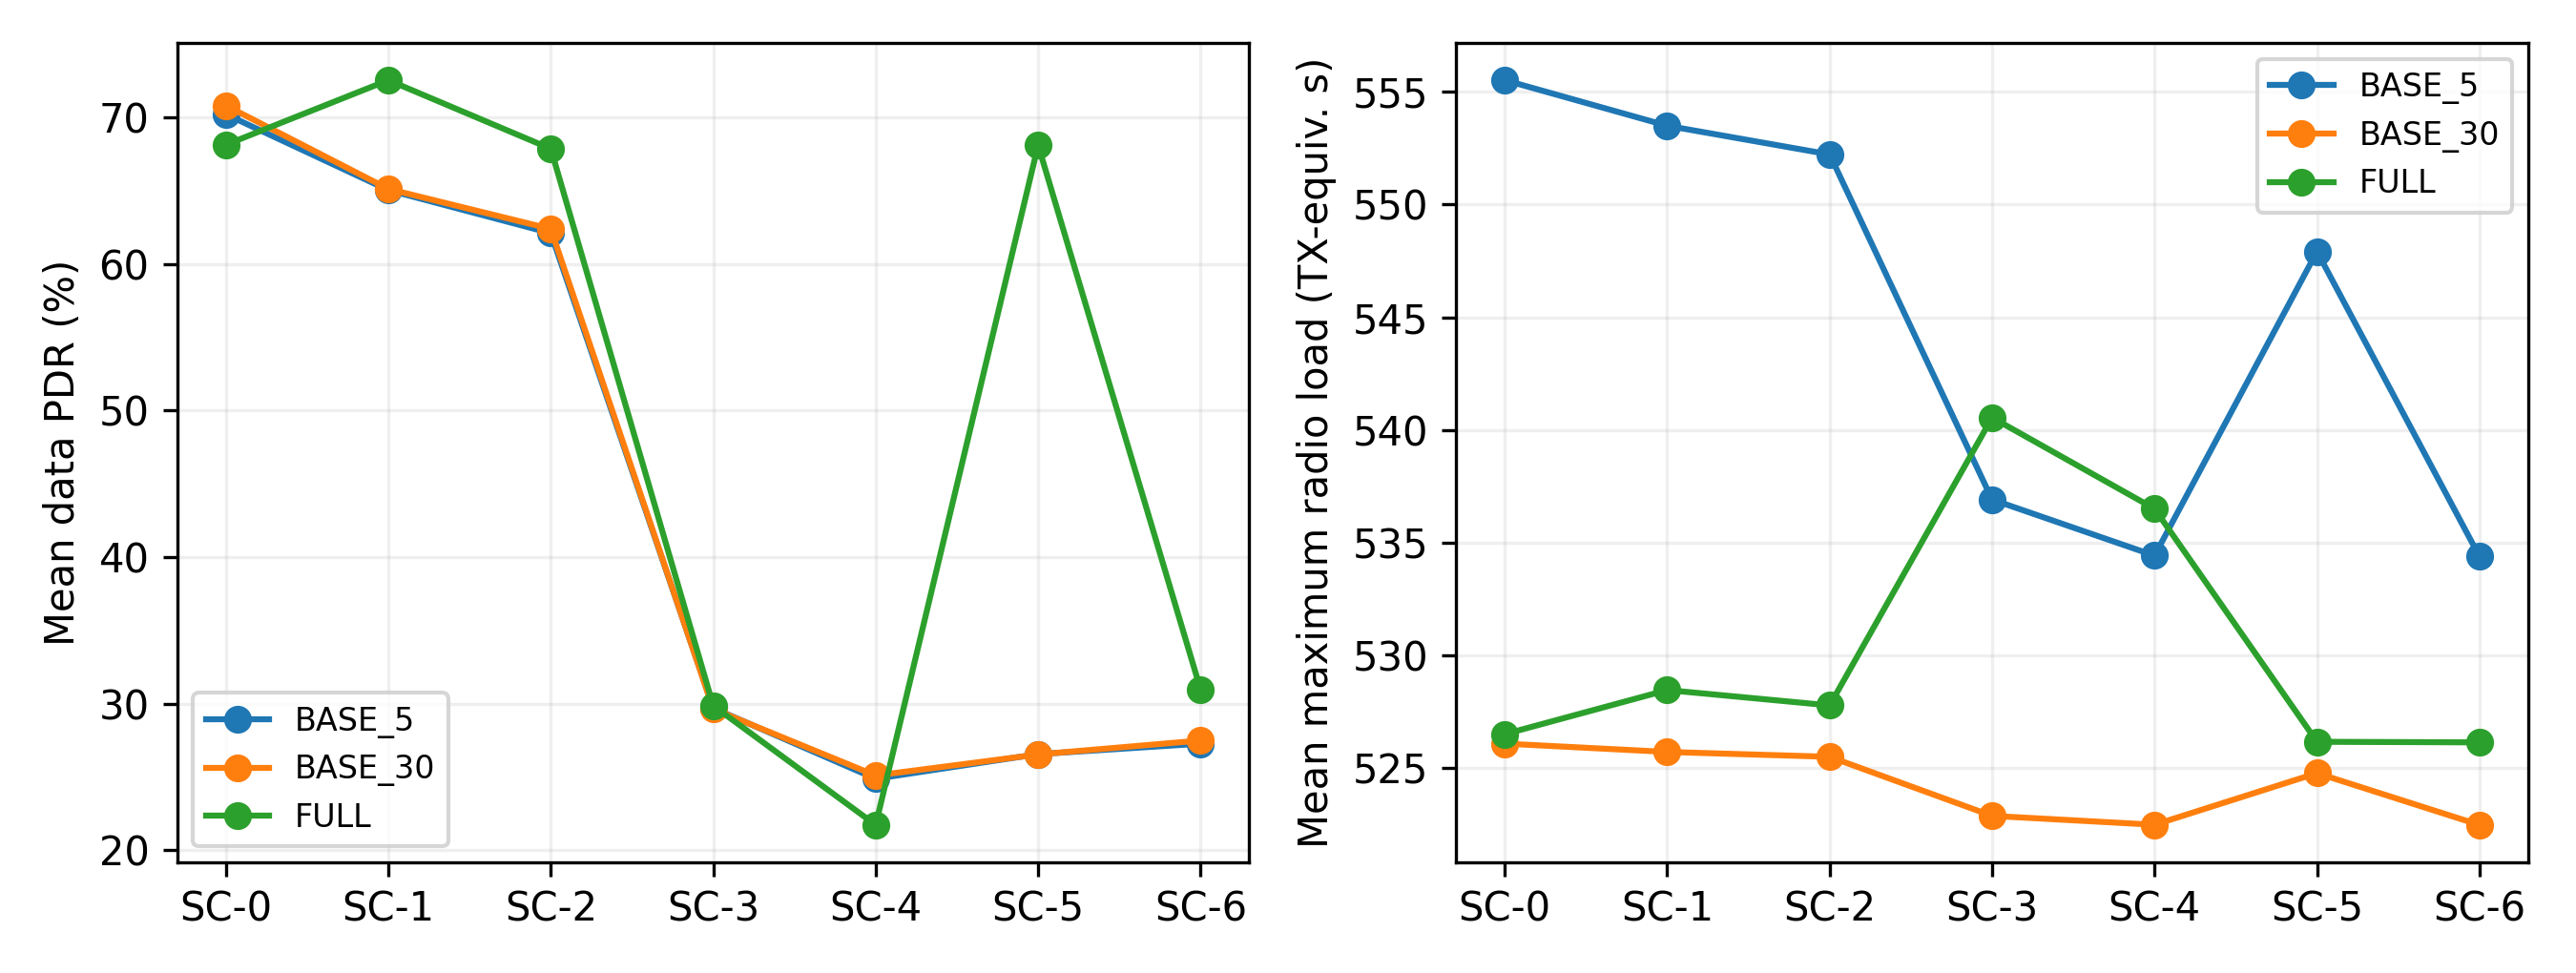 Mean data PDR (%)
70
60
50
40
30
20
BASE_5
BASE_30
FULL
SC-0 SC-1 SC-2 SC-3 SC-4 SC-5 SC-6
Mean maximum radio load (TX-equiv. s)
555
550
545
540
535
530
525
BASE_5
BASE_30
FULL
SC-0 SC-1 SC-2 SC-3 SC-4 SC-5 SC-6